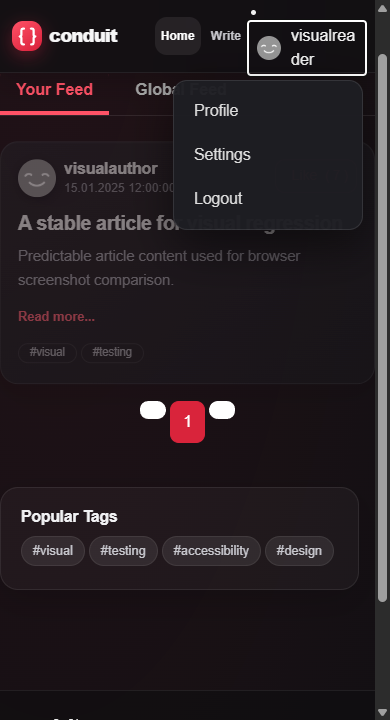 { } conduit
Home
Write
visualrea
der
Your Feed
Global Feed
Profile
Settings
Logout
visualauthor
15.01.2025 12:00:00
A stable article for visual regression
Predictable article content used for browser
screenshot comparison.
Read more...
#visual
#testing
1
Popular Tags
#visual
#testing
#accessibility
#design